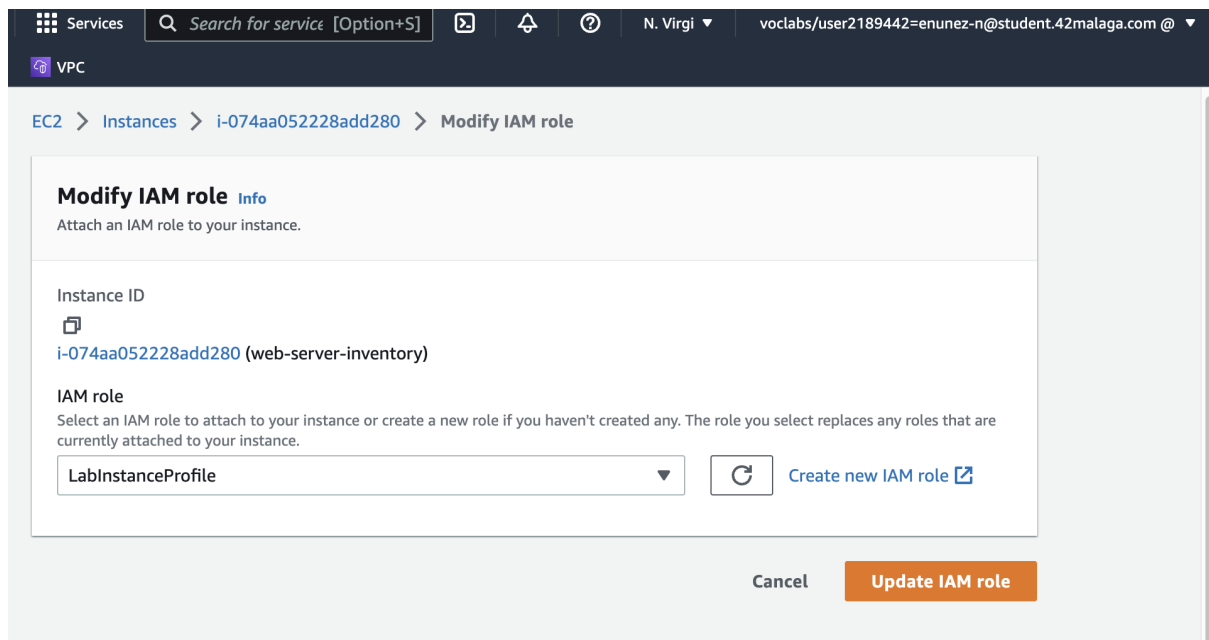 Services
Search for service [Option+S]
N. Virgi
voclabs/user2189442=enunez-n@student.42malaga.com @
VPC
EC2 > Instances > i-074aa052228add280 > Modify IAM role
Modify IAM role Info
Attach an IAM role to your instance.
Instance ID
i-074aa052228add280 (web-server-inventory)
IAM role
Select an IAM role to attach to your instance or create a new role if you haven't created any. The role you select replaces any roles that are
currently attached to your instance.
LabInstanceProfile
Create new IAM role
Cancel
Update IAM role